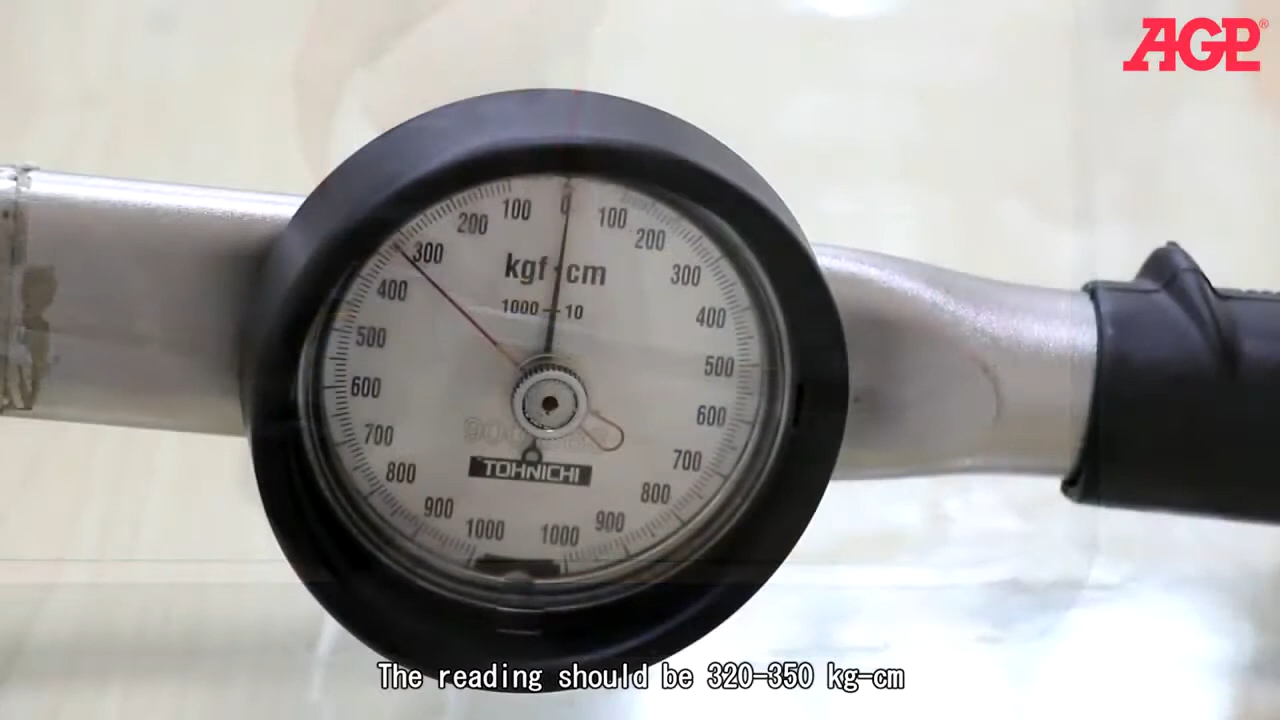 AGP®
100 0 100
200 200
300 300
kgf·cm
400 400
1000—10
500 500
600 600
700 700
TOHNICHI
800 800
900 900
1000 1000
The reading should be 320-350 kg-cm